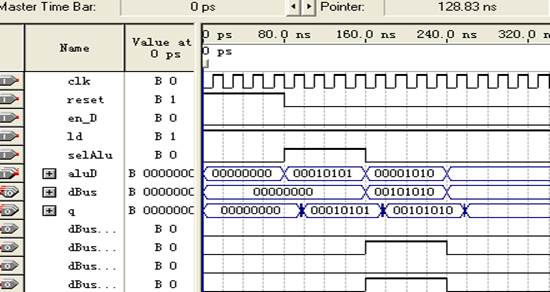 Master Time Bar: 0 ps Pointer: 128.83 ns
Name Value at 0 ps 0 ps 80.0 ns 160.0 ns 240.0 ns 320.0 n
0 ps
clk B 0
reset B 1
en_D B 0
ld B 1
selAlu B 0
aluD B 0000000 00000000 00010101 00001010
dBus B 0000000 00000000 00101010
q B 0000000 00000000 00010101 00101010
dBus... B 0
dBus... B 0
dBus... B 0